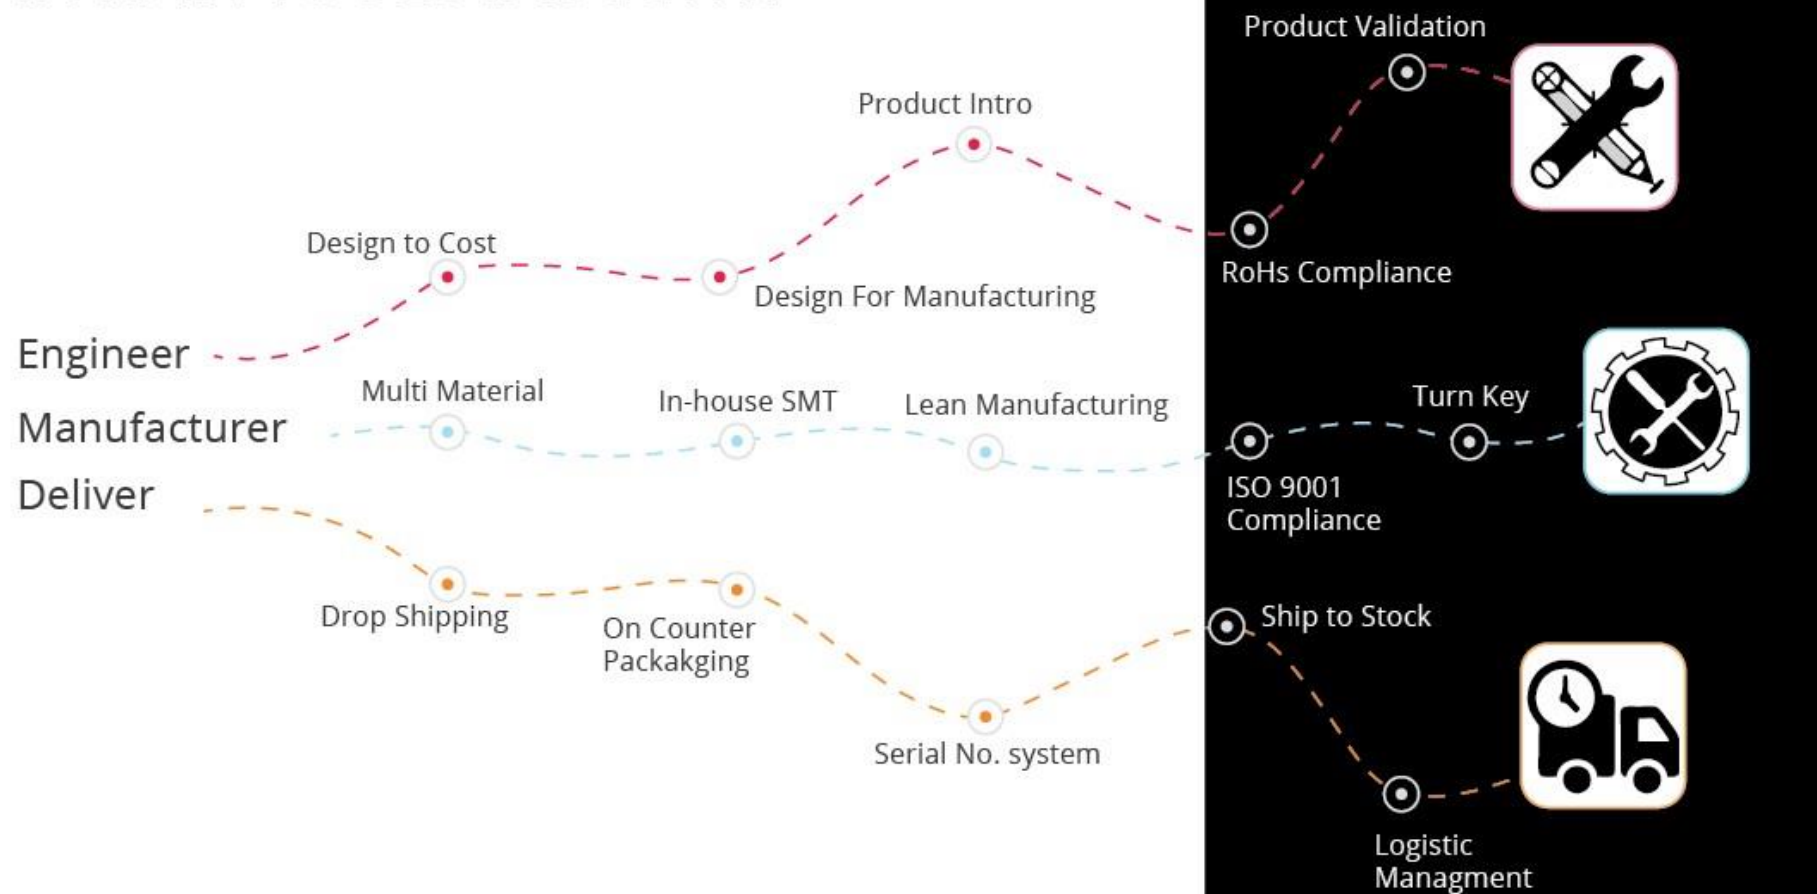 Product Validation
Product Intro
Design to Cost
RoHs Compliance
Design For Manufacturing
Engineer
Multi Material
In-house SMT
Lean Manufacturing
Turn Key
Manufacturer
ISO 9001
Compliance
Deliver
Drop Shipping
On Counter
Packakging
Ship to Stock
Serial No. system
Logistic
Managment